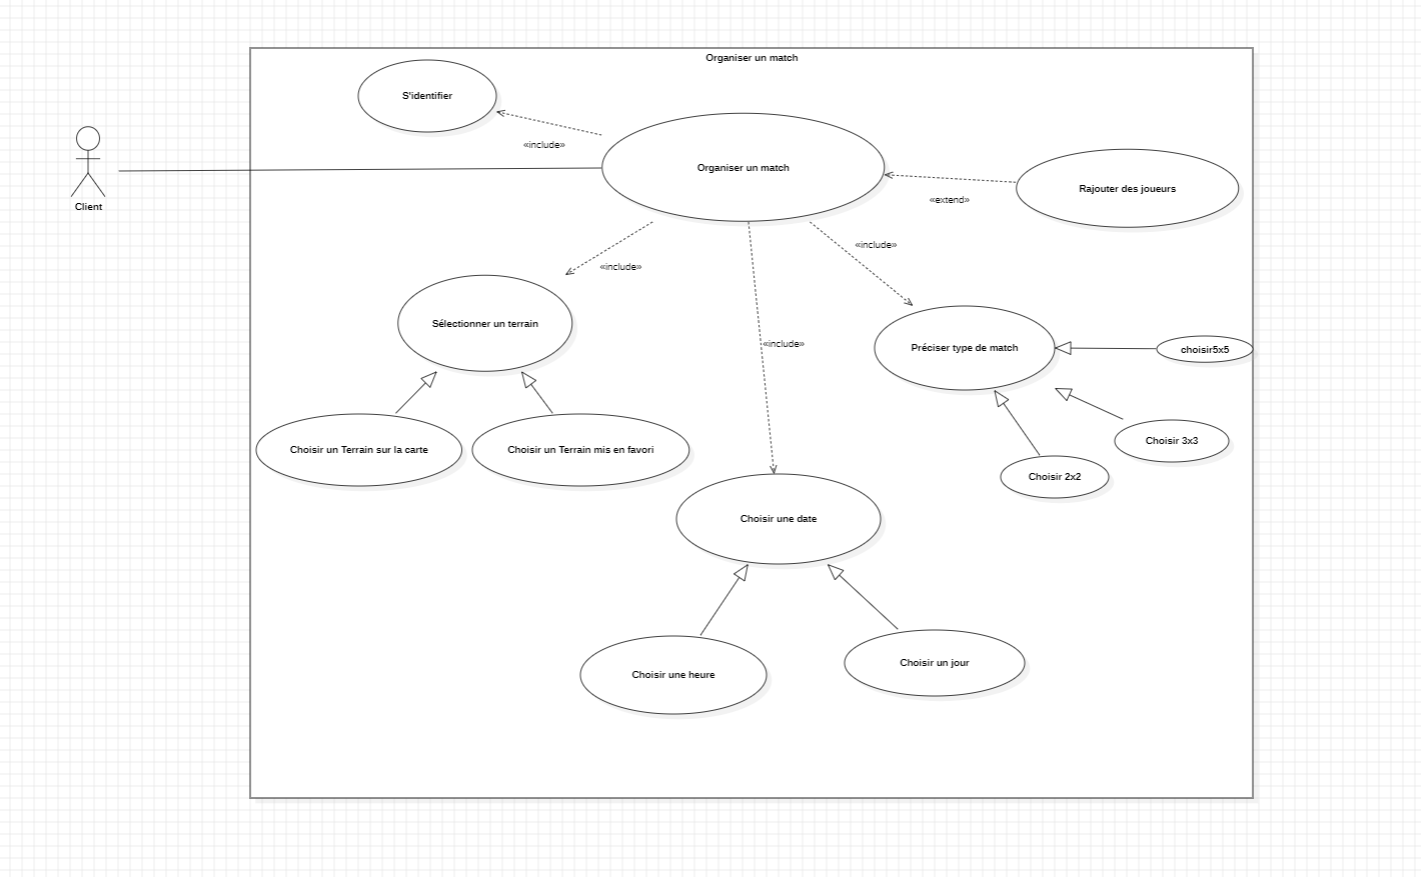 Organiser un match
S'identifier
«include»
Organiser un match
Client
Rajouter des joueurs
«extend»
«include»
«include»
«include»
Sélectionner un terrain
Préciser type de match
choisir5x5
Choisir un Terrain sur la carte
Choisir un Terrain mis en favori
Choisir 3x3
Choisir 2x2
Choisir une date
Choisir une heure
Choisir un jour